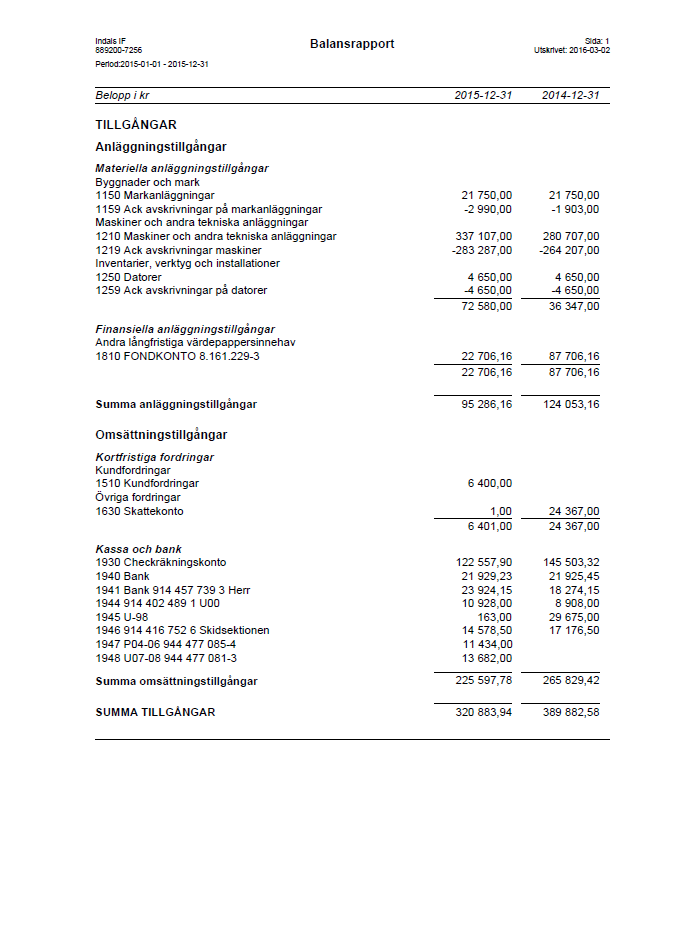 Indals IF Balansrapport Sida: 1
889200-7256 Utskrivet: 2016-03-02
Period:2015-01-01 - 2015-12-31
Belopp i kr 2015-12-31 2014-12-31
TILLGÅNGAR
Anläggningstillgångar
Materiella anläggningstillgångar
Byggnader och mark
1150 Markanläggningar 21 750,00 21 750,00
1159 Ack avskrivningar på markanläggningar -2 990,00 -1 903,00
Maskiner och andra tekniska anläggningar
1210 Maskiner och andra tekniska anläggningar 337 107,00 280 707,00
1219 Ack avskrivningar maskiner -283 287,00 -264 207,00
Inventarier, verktyg och installationer
1250 Datorer 4 650,00 4 650,00
1259 Ack avskrivningar på datorer -4 650,00 -4 650,00
72 580,00 36 347,00
Finansiella anläggningstillgångar
Andra långfristiga värdepappersinnehav
1810 FONDKONTO 8.161.229-3 22 706,16 87 706,16
22 706,16 87 706,16
Summa anläggningstillgångar 95 286,16 124 053,16
Omsättningstillgångar
Kortfristiga fordringar
Kundfordringar
1510 Kundfordringar 6 400,00
Övriga fordringar
1630 Skattekonto 1,00 24 367,00
6 401,00 24 367,00
Kassa och bank
1930 Checkräkningskonto 122 557,90 145 503,32
1940 Bank 21 929,23 21 925,45
1941 Bank 914 457 739 3 Herr 23 924,15 18 274,15
1944 914 402 489 1 U00 10 928,00 8 908,00
1945 U-98 163,00 29 675,00
1946 914 416 752 6 Skidsektionen 14 578,50 17 176,50
1947 P04-06 944 477 085-4 11 434,00
1948 U07-08 944 477 081-3 13 682,00
Summa omsättningstillgångar 225 597,78 265 829,42
SUMMA TILLGÅNGAR 320 883,94 389 882,58